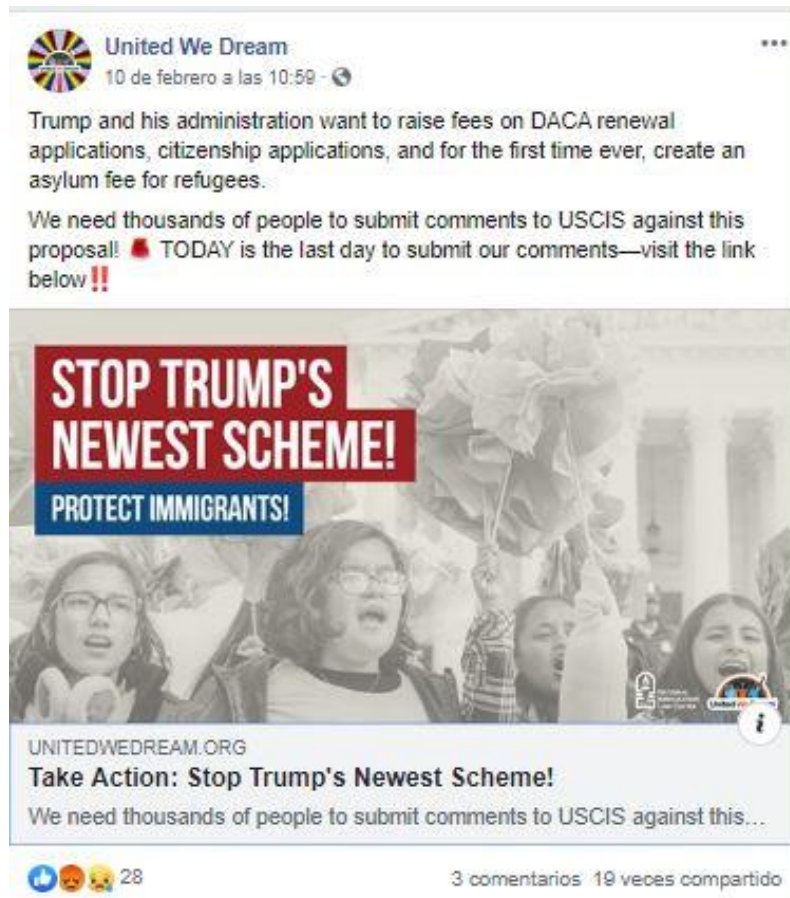 United We Dream
10 de febrero a las 10:59 ·
Trump and his administration want to raise fees on DACA renewal
applications, citizenship applications, and for the first time ever, create an
asylum fee for refugees.
We need thousands of people to submit comments to USCIS against this
proposal! TODAY is the last day to submit our comments—visit the link
below‼
STOP TRUMP'S
NEWEST SCHEME!
PROTECT IMMIGRANTS!
i
UNITEDWEDREAM.ORG
Take Action: Stop Trump's Newest Scheme!
We need thousands of people to submit comments to USCIS against this...
28
3 comentarios 19 veces compartido